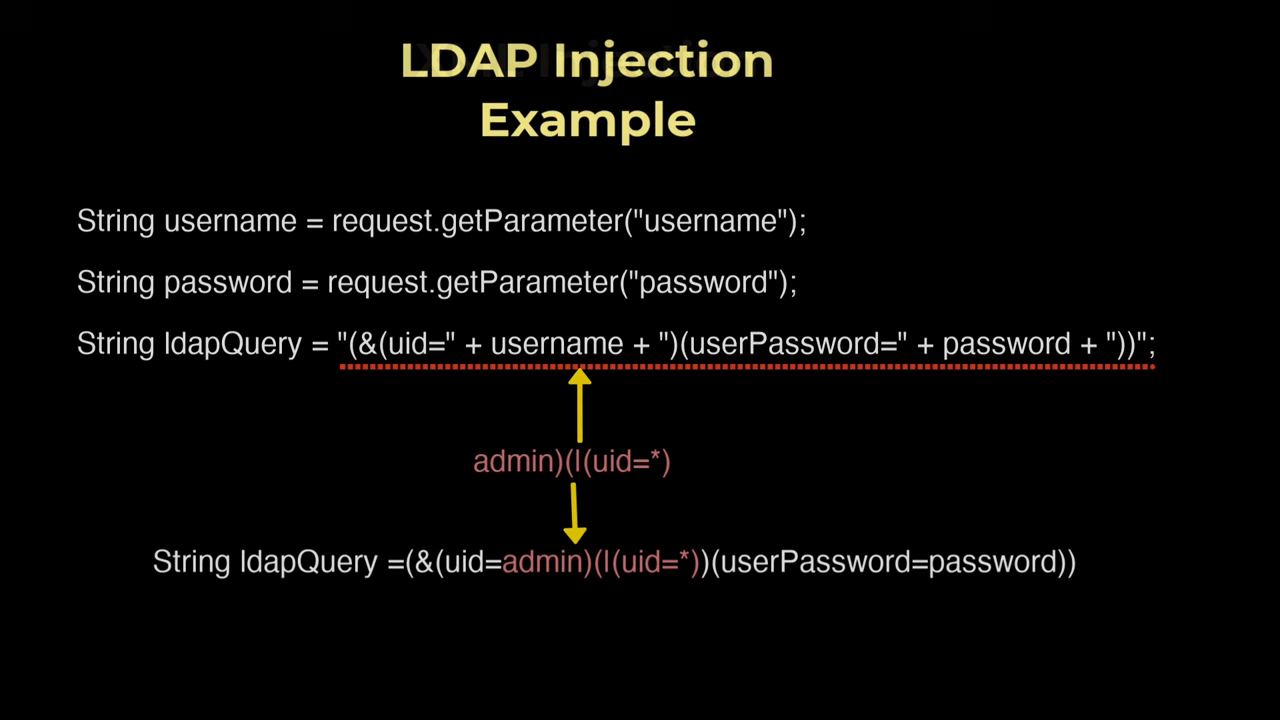 LDAP Injection
Example
String username = request.getParameter("username");
String password = request.getParameter("password");
String ldapQuery = "(&(uid=" + username + ")(userPassword=" + password + "))";
admin)(|(uid=*)
String ldapQuery =(&(uid=admin)(|(uid=*))(userPassword=password))